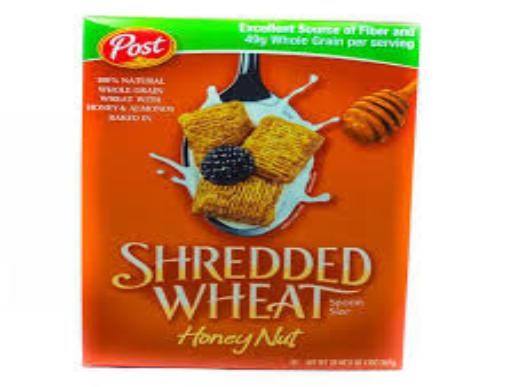 Post
Excellent Source of Fiber and
49g Whole Grain per serving
100% NATURAL
WHOLE GRAIN
WHEAT WITH
HONEY & ALMONDS
BAKED IN
SHREDDED
WHEAT
Spoon
Size
Honey Nut